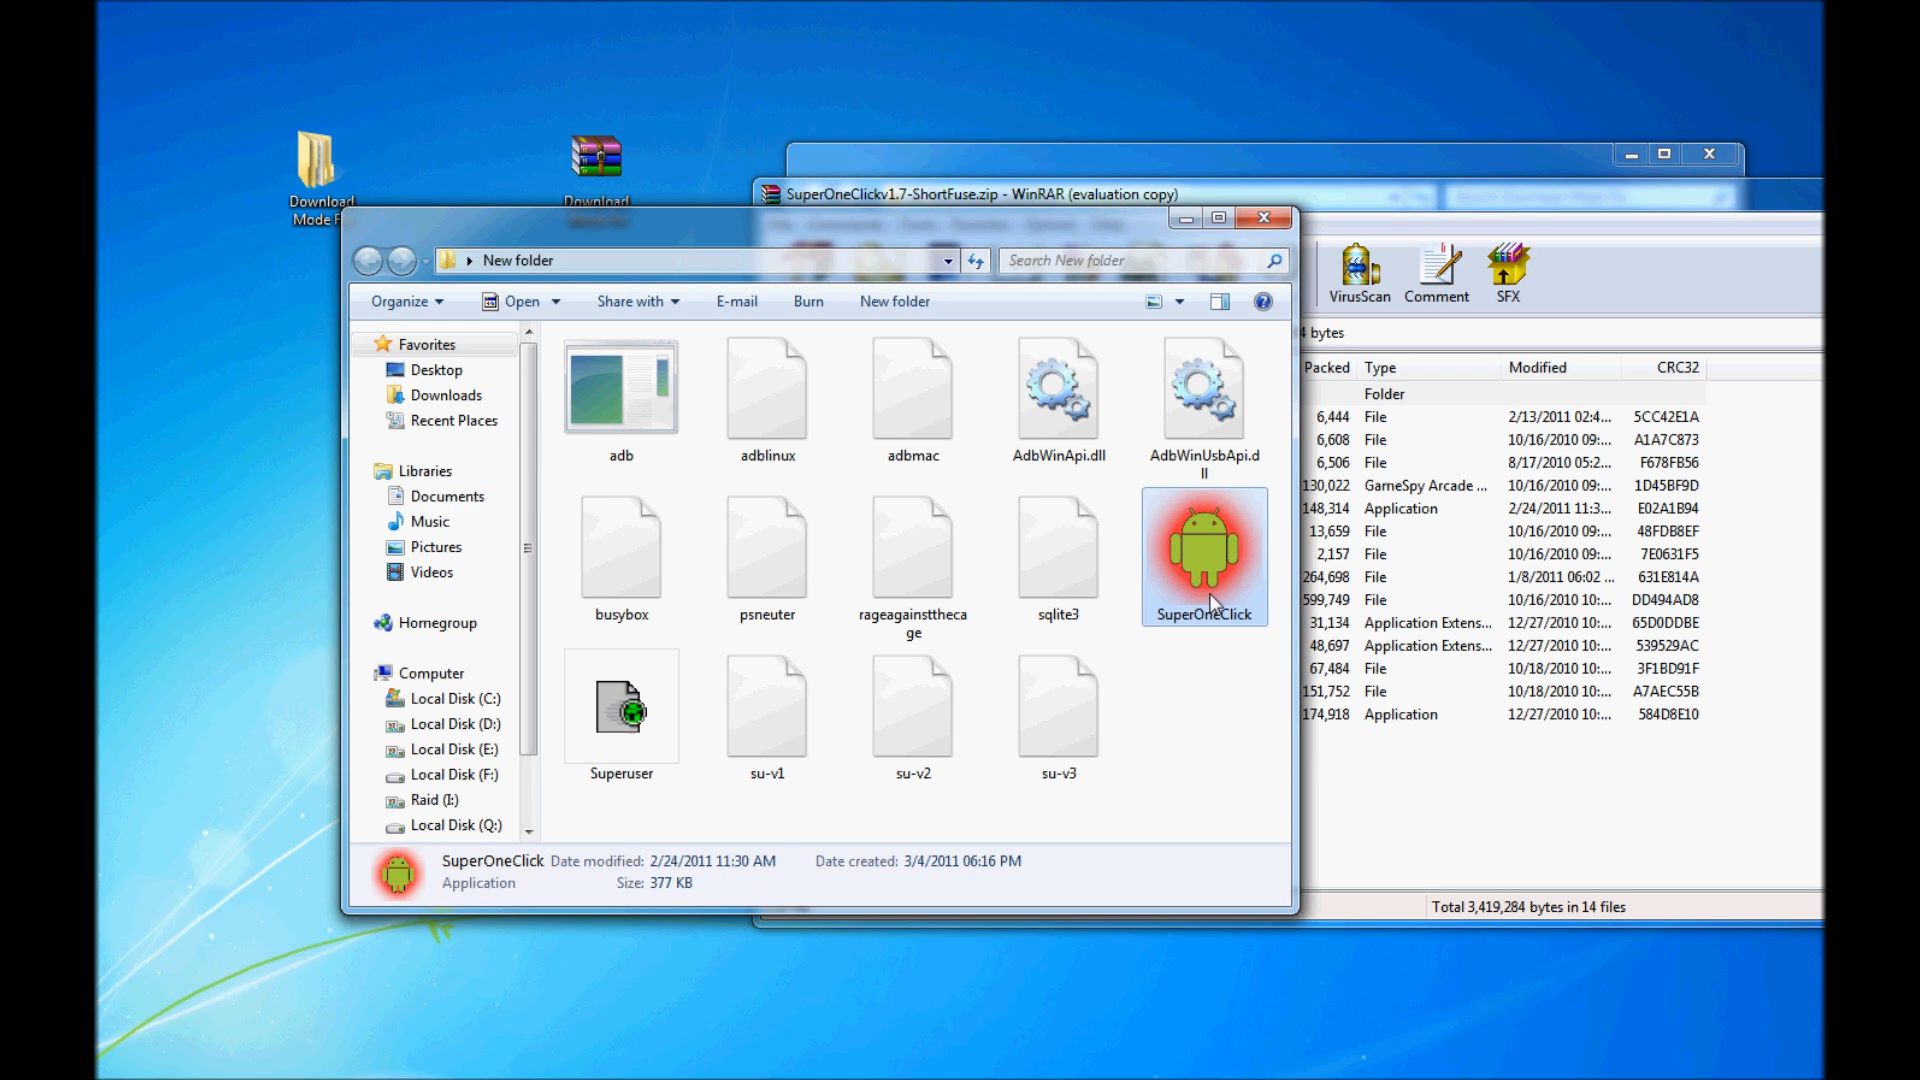 Download
Mode F
Download
SuperOneClickv1.7-ShortFuse.zip - WinRAR (evaluation copy)
New folder
Search New folder
Organize
Open
Share with
E-mail
Burn
New folder
VirusScan
Comment
SFX
4 bytes
Favorites
Desktop
Downloads
Recent Places
Libraries
Documents
Music
Pictures
Videos
Homegroup
Computer
Local Disk (C:)
Local Disk (D:)
Local Disk (E:)
Local Disk (F:)
Raid (I:)
Local Disk (Q:)
adb
adblinux
adbmac
AdbWinApi.dll
AdbWinUsbApi.d
ll
busybox
psneuter
rageagainsttheca
ge
sqlite3
SuperOneClick
Superuser
su-v1
su-v2
su-v3
Packed Type Modified CRC32
Folder
6,444 File 2/13/2011 02:4... 5CC42E1A
6,608 File 10/16/2010 09:... A1A7C873
6,506 File 8/17/2010 05:2... F678FB56
130,022 GameSpy Arcade ... 10/16/2010 09:... 1D45BF9D
148,314 Application 2/24/2011 11:3... E02A1B94
13,659 File 10/16/2010 09:... 48FDB8EF
2,157 File 10/16/2010 09:... 7E0631F5
264,698 File 1/8/2011 06:02 ... 631E814A
599,749 File 10/16/2010 10:... DD494AD8
31,134 Application Extens... 12/27/2010 10:... 65D0DDBE
48,697 Application Extens... 12/27/2010 10:... 539529AC
67,484 File 10/18/2010 10:... 3F1BD91F
151,752 File 10/18/2010 10:... A7AEC55B
174,918 Application 12/27/2010 10:... 584D8E10
SuperOneClick Date modified: 2/24/2011 11:30 AM Date created: 3/4/2011 06:16 PM
Application Size: 377 KB
Total 3,419,284 bytes in 14 files